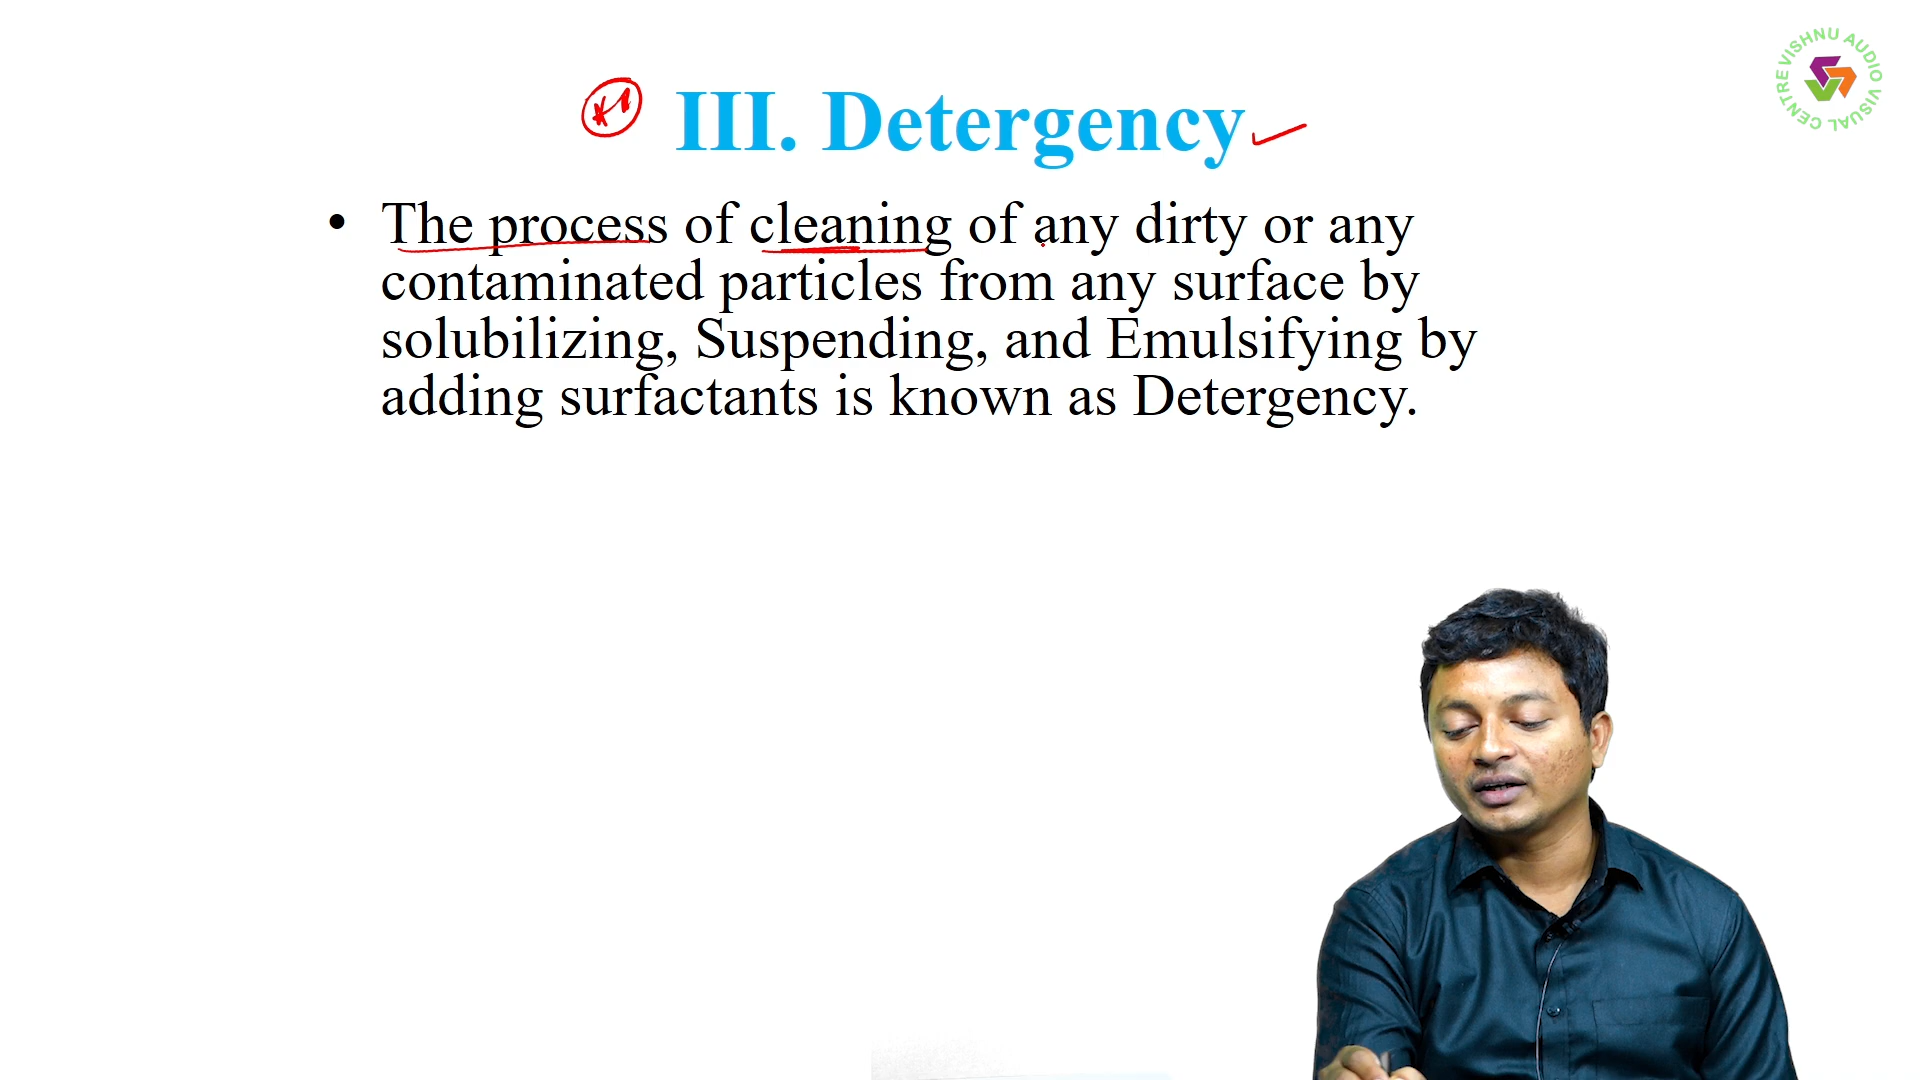 VISHNU AUDIO VISUAL CENTRE
III. Detergency
• The process of cleaning of any dirty or any
contaminated particles from any surface by
solubilizing, Suspending, and Emulsifying by
adding surfactants is known as Detergency.